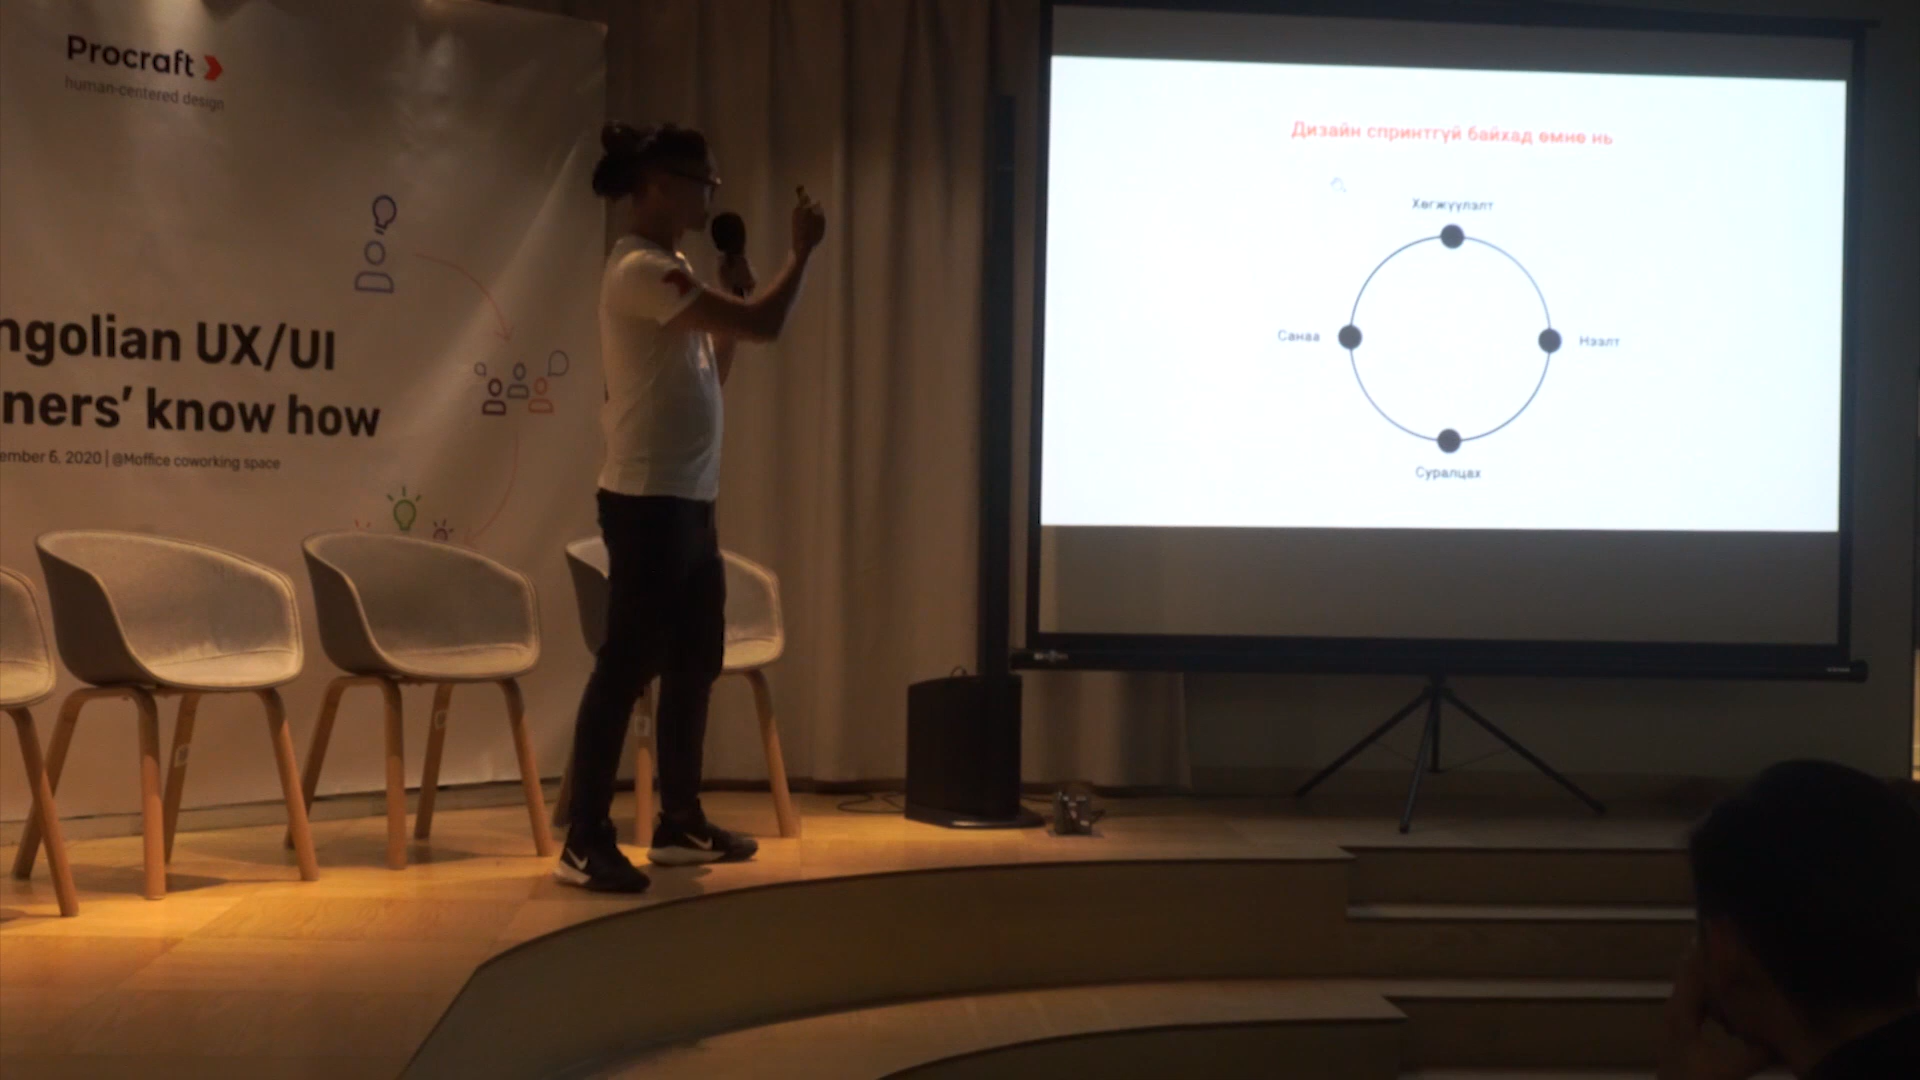 Procraft
human-centered design
ngolian UX/UI
ners’ know how
ember 6, 2020 | @Moffice coworking space
Дизайн спринтгүй байхад өмнө нь
Хөгжүүлэлт
Санаа
Нээлт
Суралцах